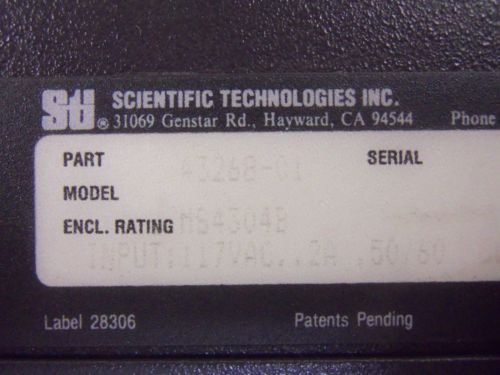 Sti SCIENTIFIC TECHNOLOGIES INC.
® 31069 Genstar Rd., Hayward, CA 94544 Phone
PART 43268-01 SERIAL
MODEL
ENCL. RATING MS4304B
INPUT:117VAC,.2A ,50/60
Label 28306 Patents Pending